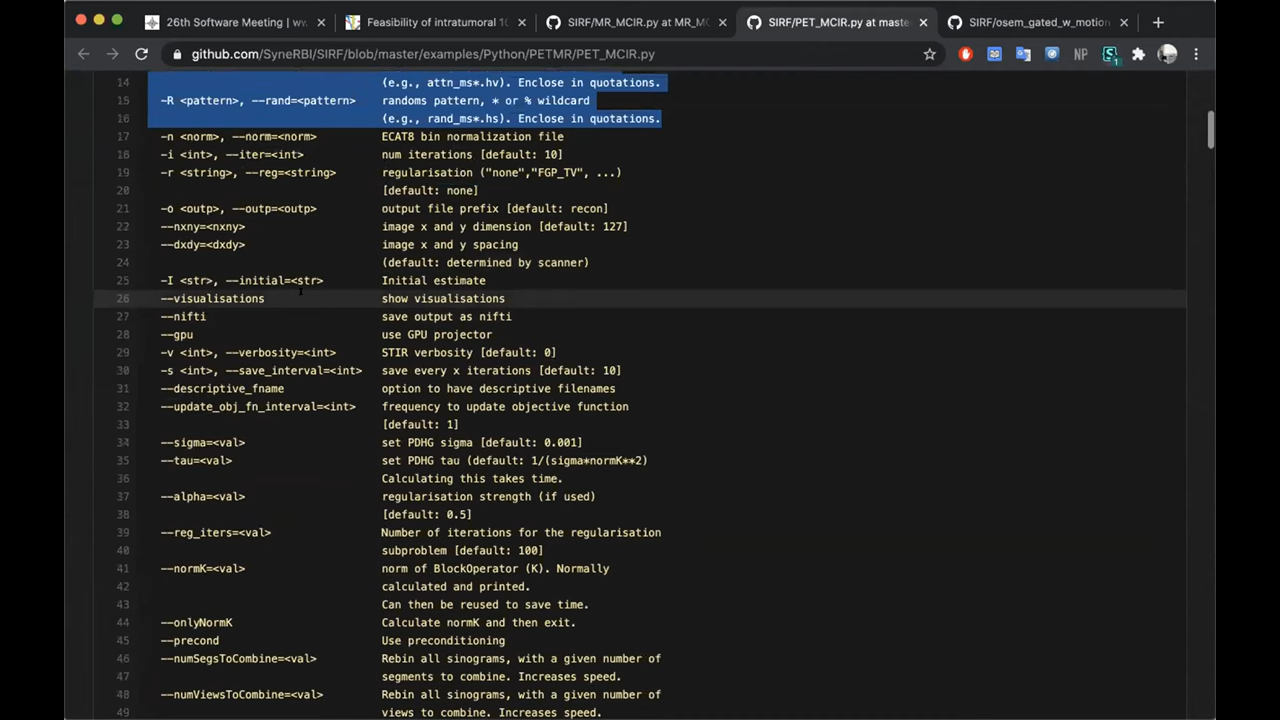 26th Software Meeting | ww
Feasibility of intratumoral 10
SIRF/MR_MCIR.py at MR_MC
SIRF/PET_MCIR.py at maste
SIRF/osem_gated_w_motion
github.com/SyneRBI/SIRF/blob/master/examples/Python/PETMR/PET_MCIR.py
NP
1
14 (e.g., attn_ms*.hv). Enclose in quotations.
15 -R <pattern>, --rand=<pattern> randoms pattern, * or % wildcard
16 (e.g., rand_ms*.hs). Enclose in quotations.
17 -n <norm>, --norm=<norm> ECAT8 bin normalization file
18 -i <int>, --iter=<int> num iterations [default: 10]
19 -r <string>, --reg=<string> regularisation ("none","FGP_TV", ...)
20 [default: none]
21 -o <outp>, --outp=<outp> output file prefix [default: recon]
22 --nxny=<nxny> image x and y dimension [default: 127]
23 --dxdy=<dxdy> image x and y spacing
24 (default: determined by scanner)
25 -I <str>, --initial=<str> Initial estimate
26 --visualisations show visualisations
27 --nifti save output as nifti
28 --gpu use GPU projector
29 -v <int>, --verbosity=<int> STIR verbosity [default: 0]
30 -s <int>, --save_interval=<int> save every x iterations [default: 10]
31 --descriptive_fname option to have descriptive filenames
32 --update_obj_fn_interval=<int> frequency to update objective function
33 [default: 1]
34 --sigma=<val> set PDHG sigma [default: 0.001]
35 --tau=<val> set PDHG tau (default: 1/(sigma*normK**2)
36 Calculating this takes time.
37 --alpha=<val> regularisation strength (if used)
38 [default: 0.5]
39 --reg_iters=<val> Number of iterations for the regularisation
40 subproblem [default: 100]
41 --normK=<val> norm of BlockOperator (K). Normally
42 calculated and printed.
43 Can then be reused to save time.
44 --onlyNormK Calculate normK and then exit.
45 --precond Use preconditioning
46 --numSegsToCombine=<val> Rebin all sinograms, with a given number of
47 segments to combine. Increases speed.
48 --numViewsToCombine=<val> Rebin all sinograms, with a given number of
49 views to combine. Increases speed.